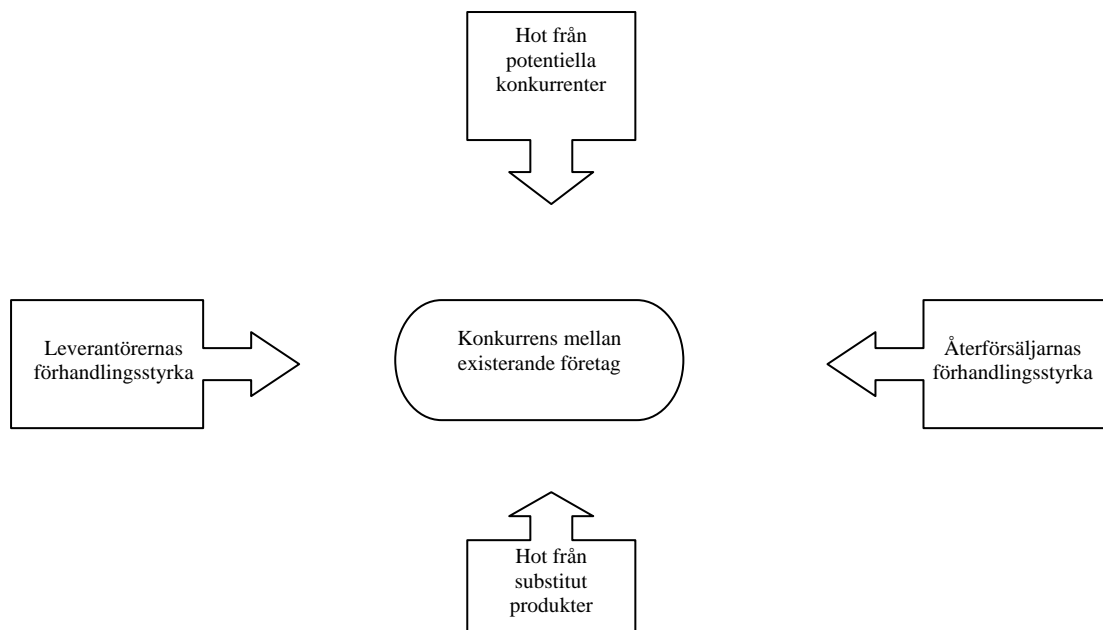 Hot från
potentiella
konkurrenter
Leverantörernas
förhandlingsstyrka
Konkurrens mellan
existerande företag
Återförsäljarnas
förhandlingsstyrka
Hot från
substitut
produkter